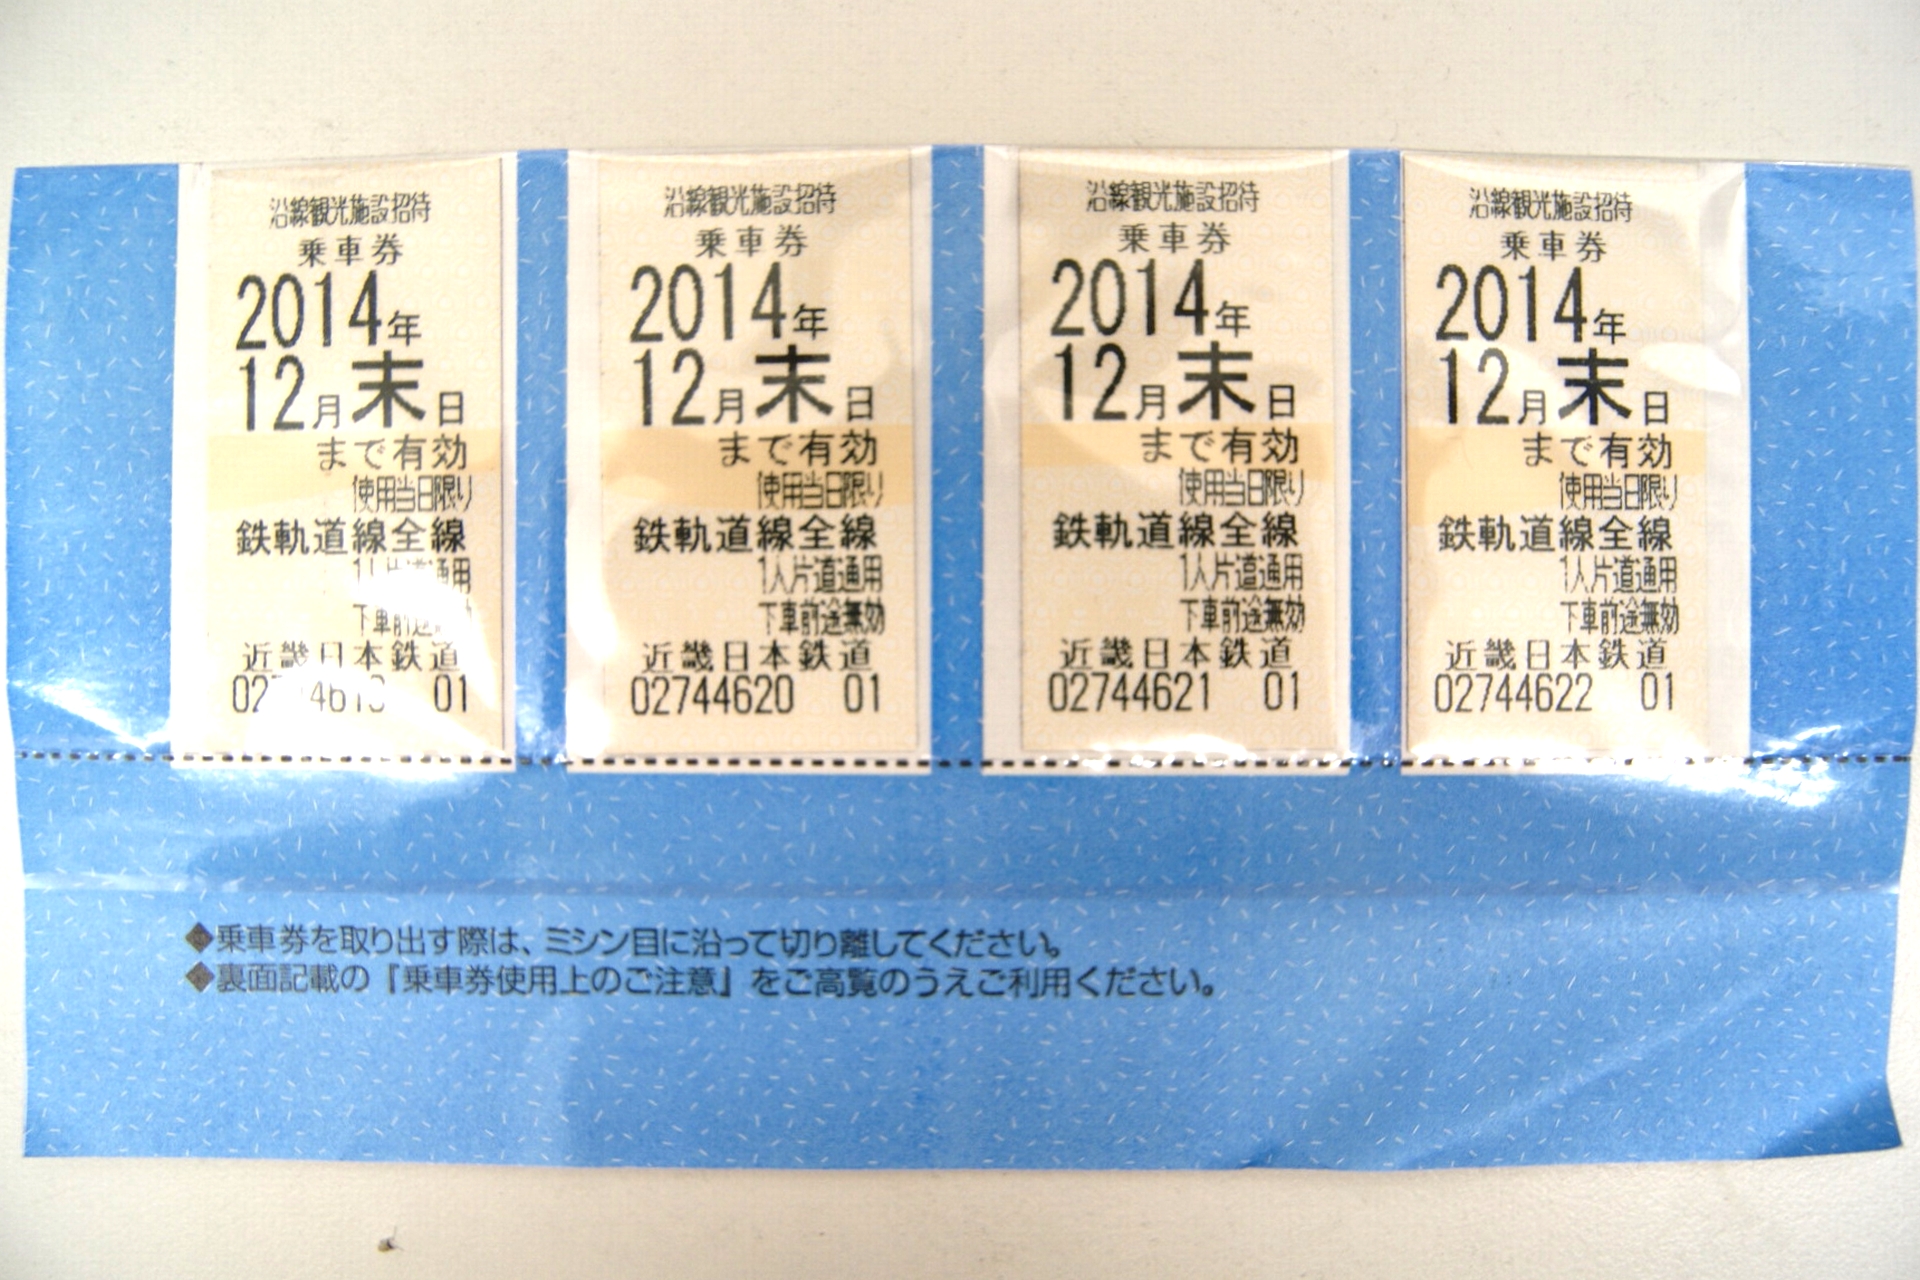 沿線観光施設招待
乗車券
2014年
12月末日
まで有効
使用当日限り
鉄軌道線全線
1人片道通用
下車前途
近畿日本鉄道
01
沿線観光施設招待
乗車券
2014年
12月末日
まで有効
使用当日限り
鉄軌道線全線
1人片道通用
下車前途無効
近畿日本鉄道
02744620 01
沿線観光施設招待
乗車券
2014年
12月末日
まで有効
使用当日限り
鉄軌道線全線
1人片道通用
下車前途無効
近畿日本鉄道
02744621 01
沿線観光施設招待
乗車券
2014年
12月末日
まで有効
使用当日限り
鉄軌道線全線
1人片道通用
下車前途無効
近畿日本鉄道
02744622 01
◆乗車券を取り出す際は、ミシン目に沿って切り離してください。
◆裏面記載の『乗車券使用上のご注意』をご高覧のうえご利用ください。